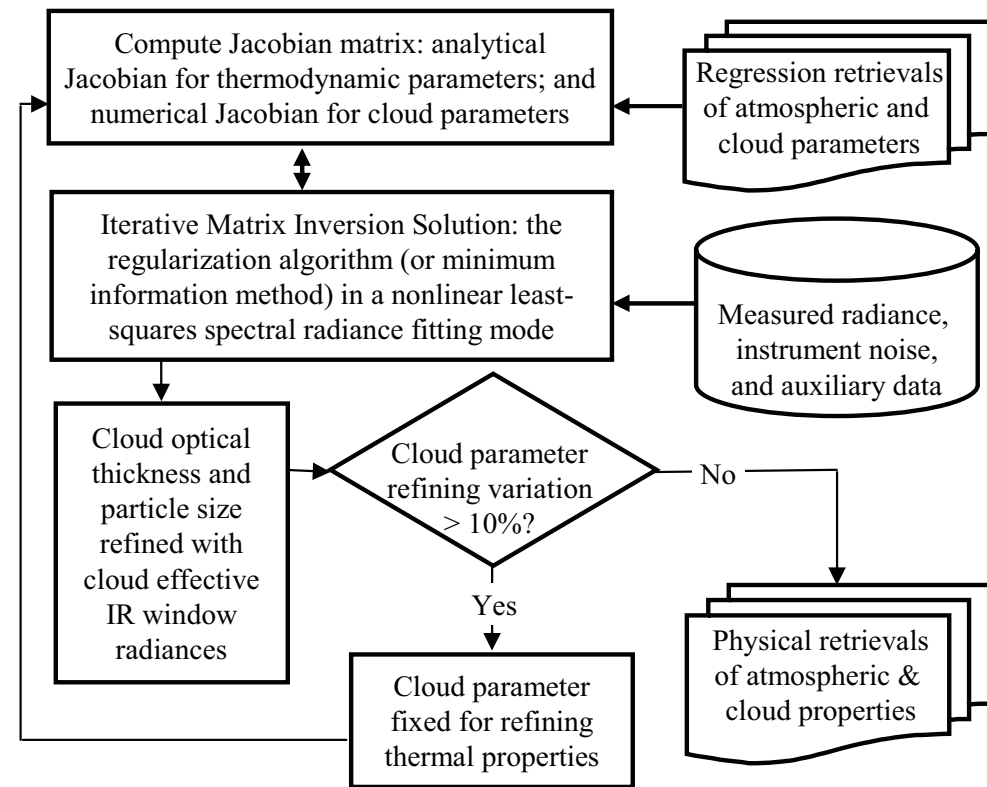 Compute Jacobian matrix: analytical
Jacobian for thermodynamic parameters; and
numerical Jacobian for cloud parameters
Regression retrievals
of atmospheric and
cloud parameters
Iterative Matrix Inversion Solution: the
regularization algorithm (or minimum
information method) in a nonlinear least-
squares spectral radiance fitting mode
Measured radiance,
instrument noise,
and auxiliary data
Cloud optical
thickness and
particle size
refined with
cloud effective
IR window
radiances
Cloud parameter
refining variation
> 10%?
No
Yes
Cloud parameter
fixed for refining
thermal properties
Physical retrievals
of atmospheric &
cloud properties